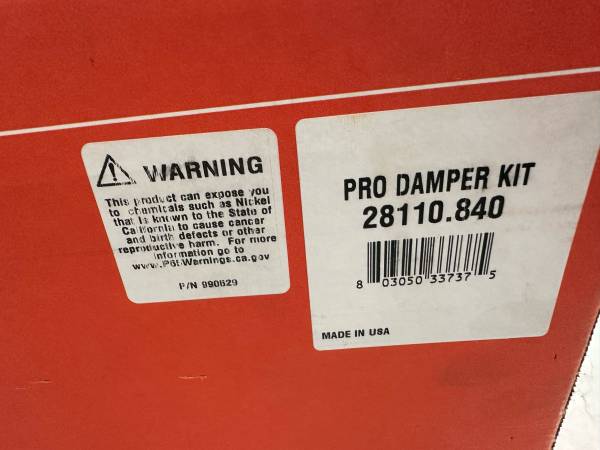 WARNING
This product can expose you
to chemicals such as Nickel
that is known to the State of
California to cause cancer
and birth defects or other
reproductive harm. For more
information go to
www.P65Warnings.ca.gov
P/N 990629
PRO DAMPER KIT
28110.840
8 03050 33737 5
MADE IN USA